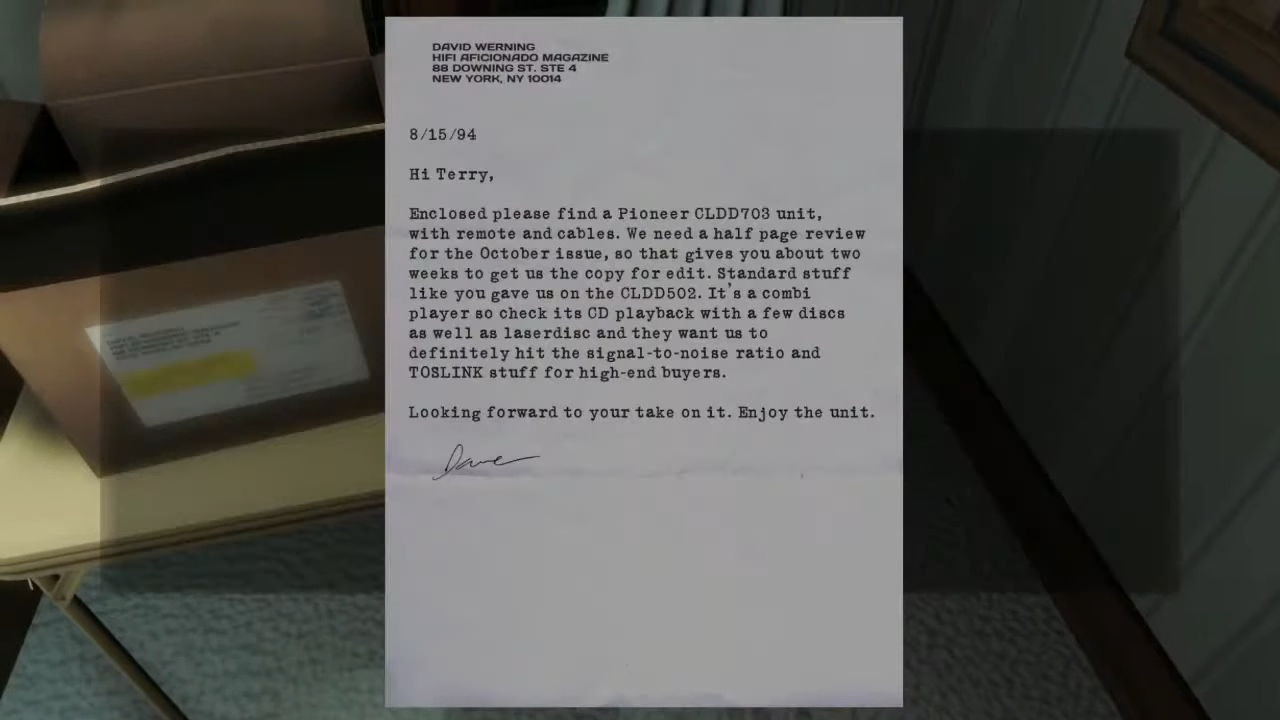 DAVID WERNING
HIFI AFICIONADO MAGAZINE
88 DOWNING ST. STE 4
NEW YORK, NY 10014
8/15/94
Hi Terry,
Enclosed please find a Pioneer CLDD703 unit,
with remote and cables. We need a half page review
for the October issue, so that gives you about two
weeks to get us the copy for edit. Standard stuff
like you gave us on the CLDD502. It's a combi
player so check its CD playback with a few discs
as well as laserdisc and they want us to
definitely hit the signal-to-noise ratio and
TOSLINK stuff for high-end buyers.
Looking forward to your take on it. Enjoy the unit.
Dave